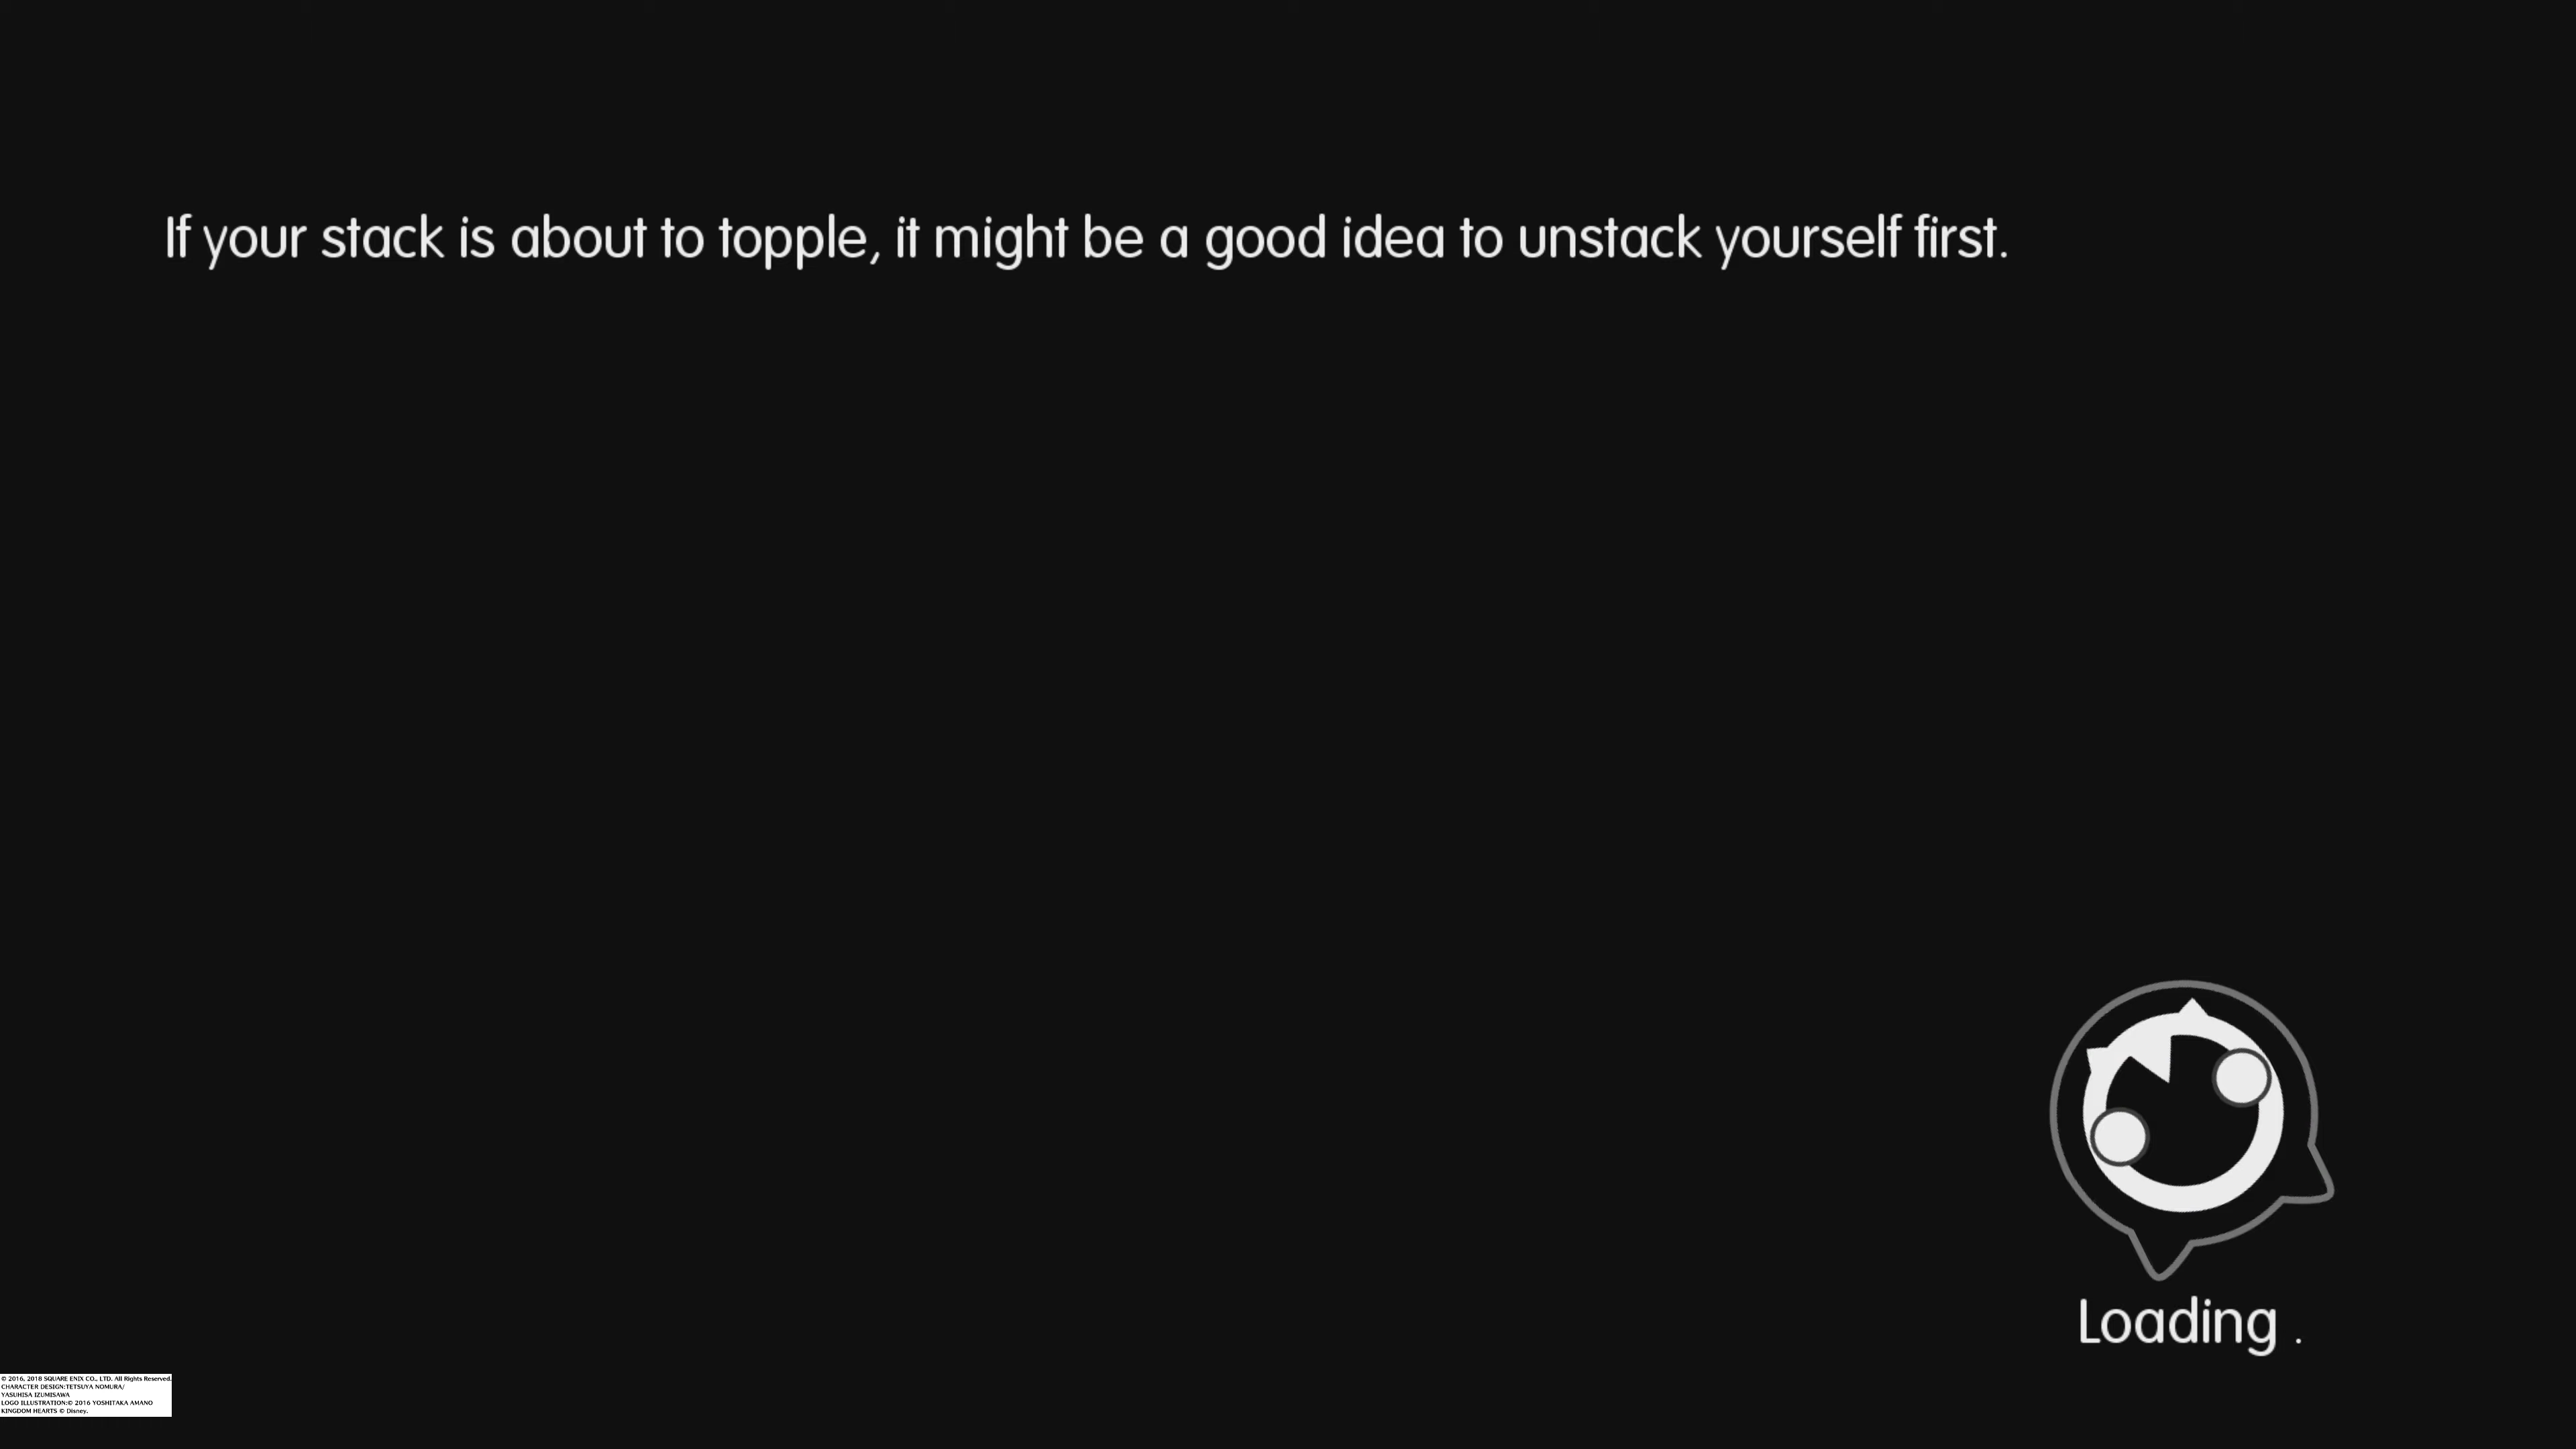 If your stack is about to topple, it might be a good idea to unstack yourself first.
Loading .
© 2016, 2018 SQUARE ENIX CO., LTD. All Rights Reserved.
CHARACTER DESIGN:TETSUYA NOMURA/
YASUHISA IZUMISAWA
LOGO ILLUSTRATION:© 2016 YOSHITAKA AMANO
KINGDOM HEARTS © Disney.